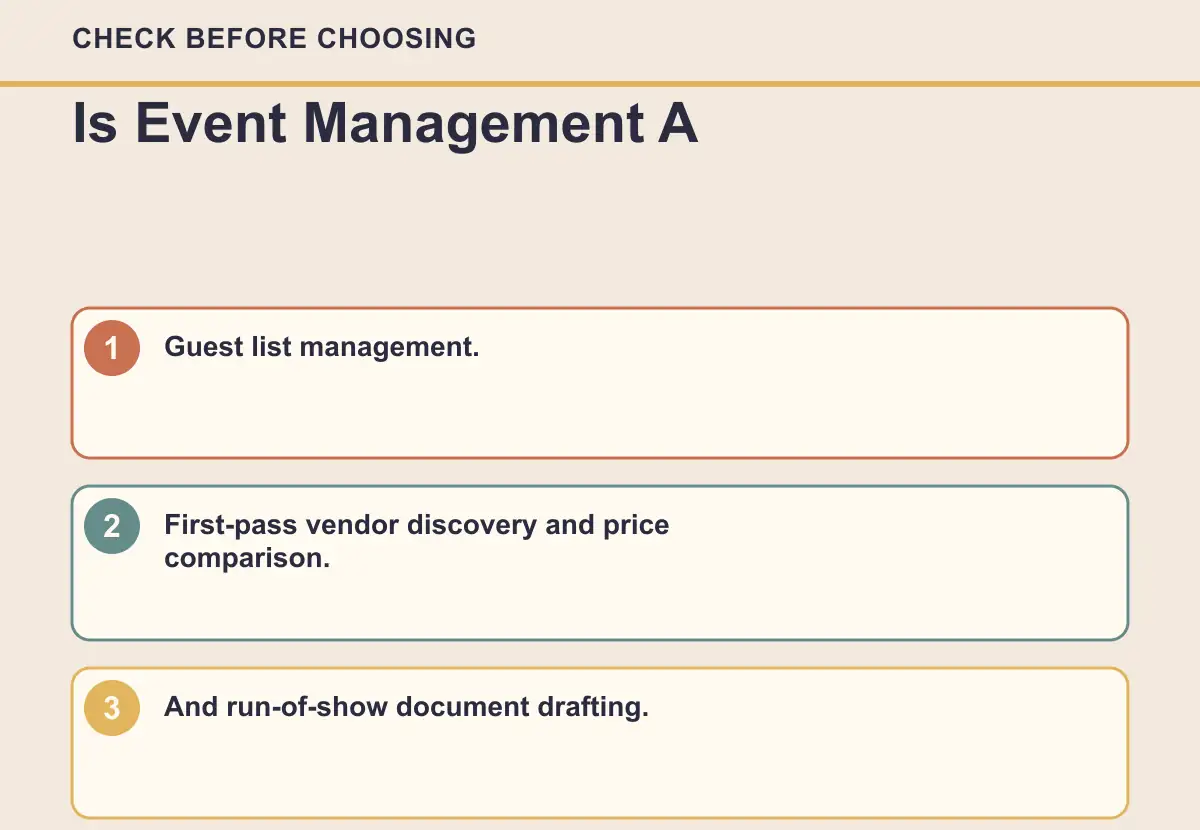 CHECK BEFORE CHOOSING
Is Event Management A
1
Guest list management.
2
First-pass vendor discovery and price
comparison.
3
And run-of-show document drafting.